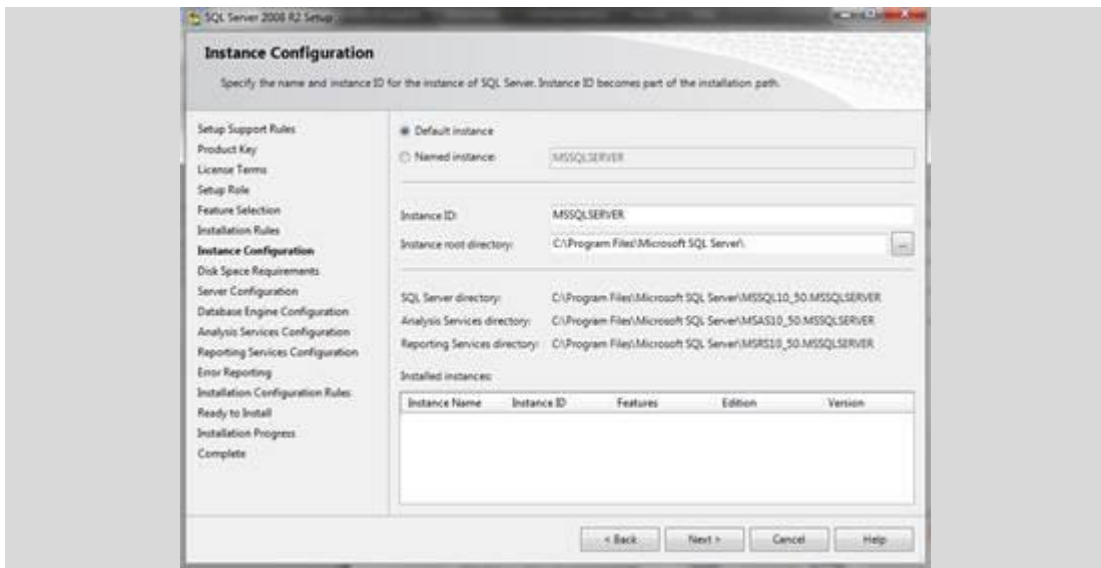 SQL Server 2008 R2 Setup
Instance Configuration
Specify the name and instance ID for the instance of SQL Server. Instance ID becomes part of the installation path.
Setup Support Rules
Product Key
License Terms
Setup Role
Feature Selection
Installation Rules
Instance Configuration
Disk Space Requirements
Server Configuration
Database Engine Configuration
Analysis Services Configuration
Reporting Services Configuration
Error Reporting
Installation Configuration Rules
Ready to Install
Installation Progress
Complete
Default instance
Named instance: MSSQLSERVER
Instance ID: MSSQLSERVER
Instance root directory: C:\Program Files\Microsoft SQL Server\ ...
SQL Server directory: C:\Program Files\Microsoft SQL Server\MSSQL10_50.MSSQLSERVER
Analysis Services directory: C:\Program Files\Microsoft SQL Server\MSAS10_50.MSSQLSERVER
Reporting Services directory: C:\Program Files\Microsoft SQL Server\MSRS10_50.MSSQLSERVER
Installed instances:
Instance Name Instance ID Features Edition Version
< Back Next > Cancel Help